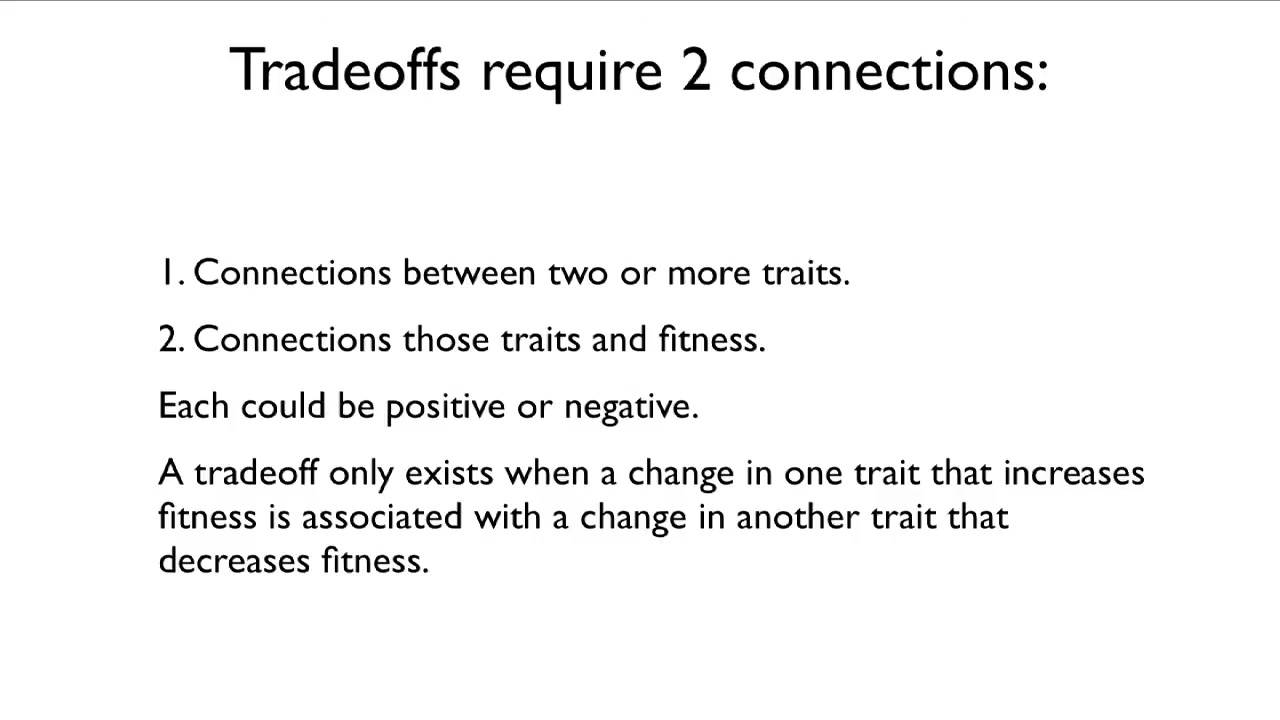 Tradeoffs require 2 connections:
1. Connections between two or more traits.
2. Connections those traits and fitness.
Each could be positive or negative.
A tradeoff only exists when a change in one trait that increases
fitness is associated with a change in another trait that
decreases fitness.